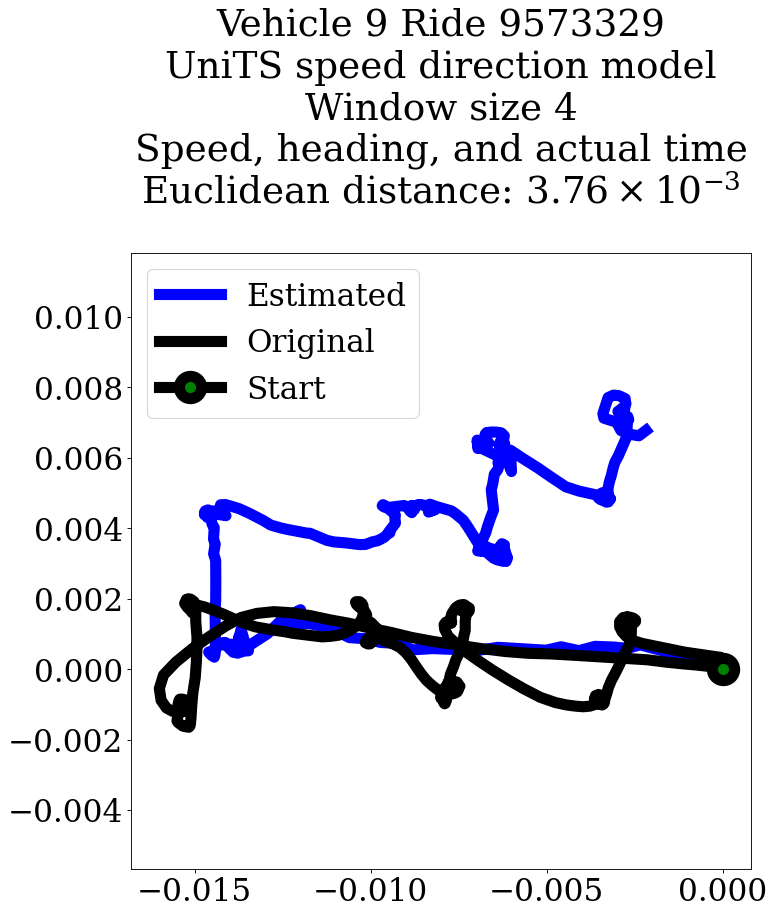 Vehicle 9 Ride 9573329
UniTS speed direction model
Window size 4
Speed, heading, and actual time
Euclidean distance: 3.76 × 10⁻³
Estimated
Original
Start
0.010
0.008
0.006
0.004
0.002
0.000
−0.002
−0.004
−0.015 −0.010 −0.005 0.000